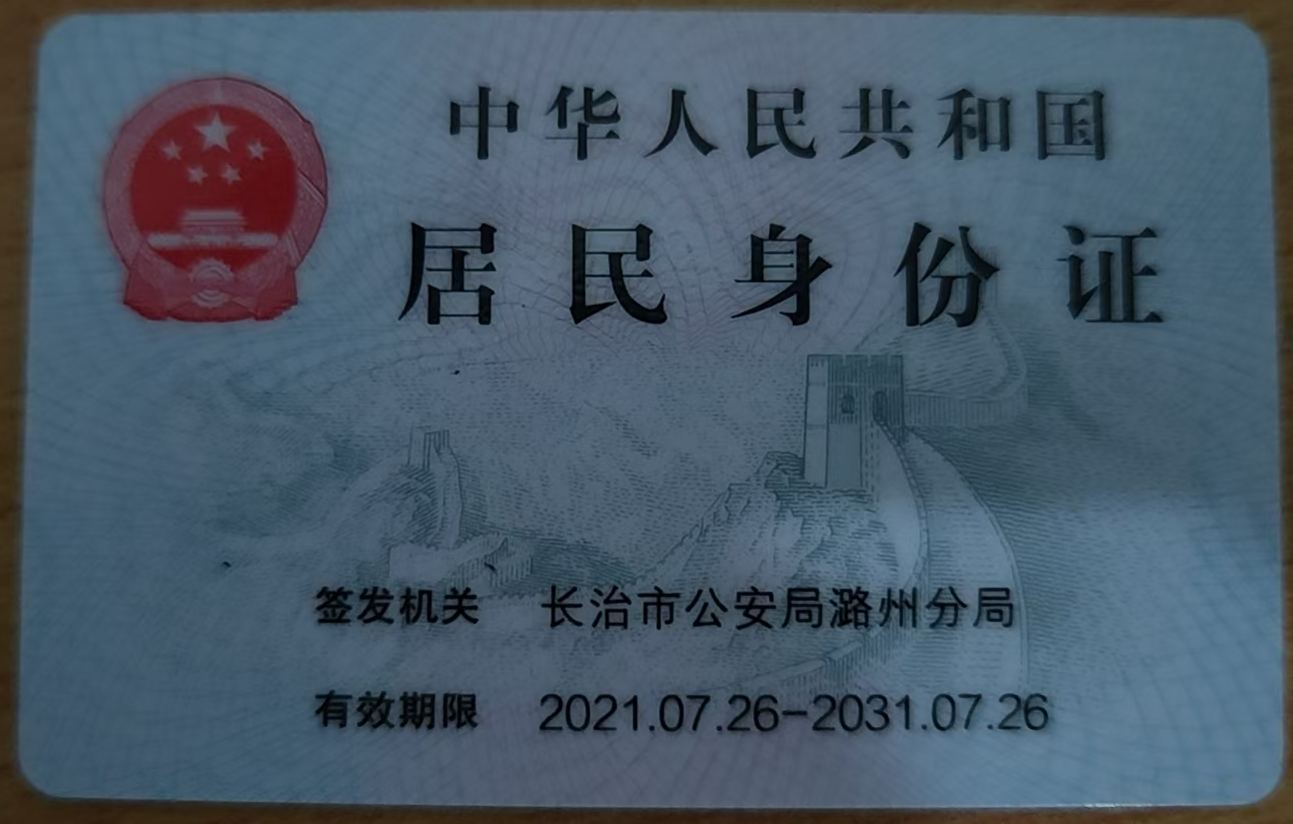 中华人民共和国
居民身份证
签发机关 长治市公安局潞州分局
有效期限 2021.07.26-2031.07.26